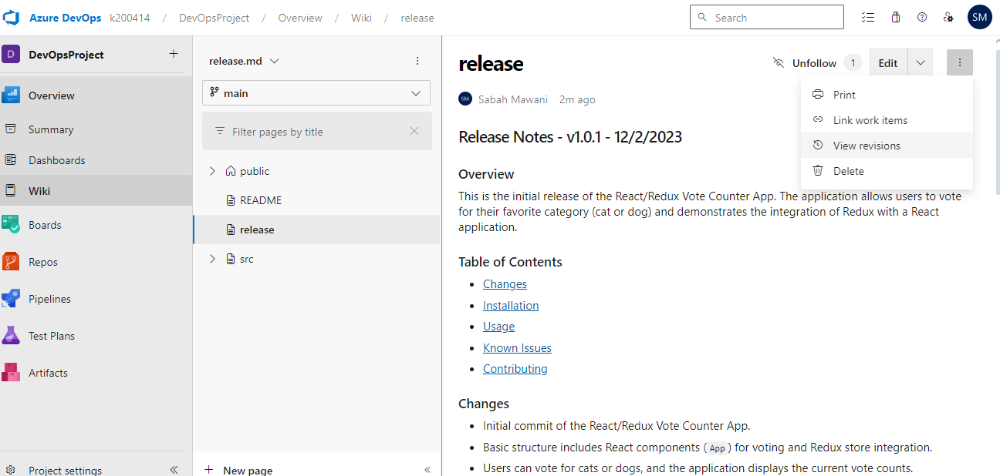 Azure DevOps k200414 / DevOpsProject / Overview / Wiki / release
Search
SM
D DevOpsProject
Overview
Summary
Dashboards
Wiki
Boards
Repos
Pipelines
Test Plans
Artifacts
Project settings
release.md
main
Filter pages by title
public
README
release
src
New page
release
Unfollow 1 Edit
SM Sabah Mawani 2m ago
Print
Link work items
View revisions
Delete
Release Notes - v1.0.1 - 12/2/2023
Overview
This is the initial release of the React/Redux Vote Counter App. The application allows users to vote
for their favorite category (cat or dog) and demonstrates the integration of Redux with a React
application.
Table of Contents
• Changes
• Installation
• Usage
• Known Issues
• Contributing
Changes
• Initial commit of the React/Redux Vote Counter App.
• Basic structure includes React components (App) for voting and Redux store integration.
• Users can vote for cats or dogs, and the application displays the current vote counts.